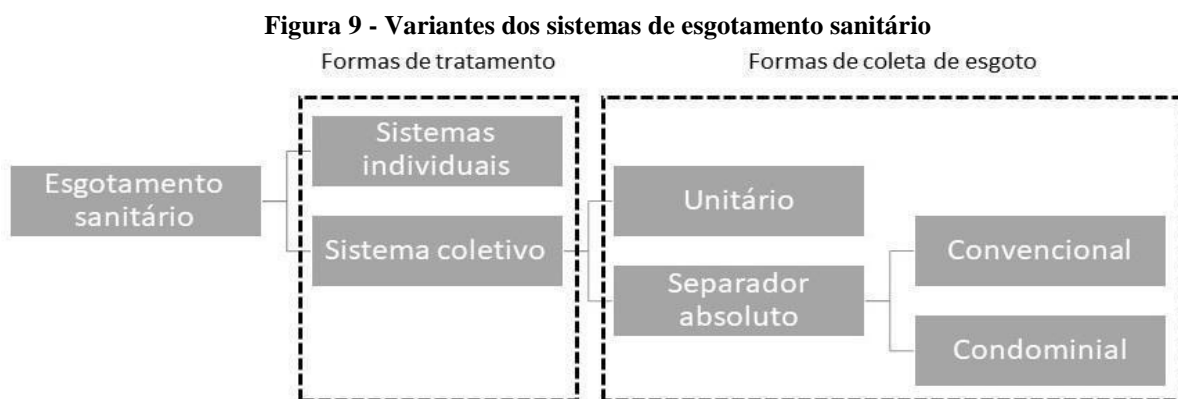 Figura 9 - Variantes dos sistemas de esgotamento sanitário
Formas de tratamento
Formas de coleta de esgoto
Esgotamento
sanitário
Sistemas
individuais
Sistema coletivo
Unitário
Separador
absoluto
Convencional
Condominial